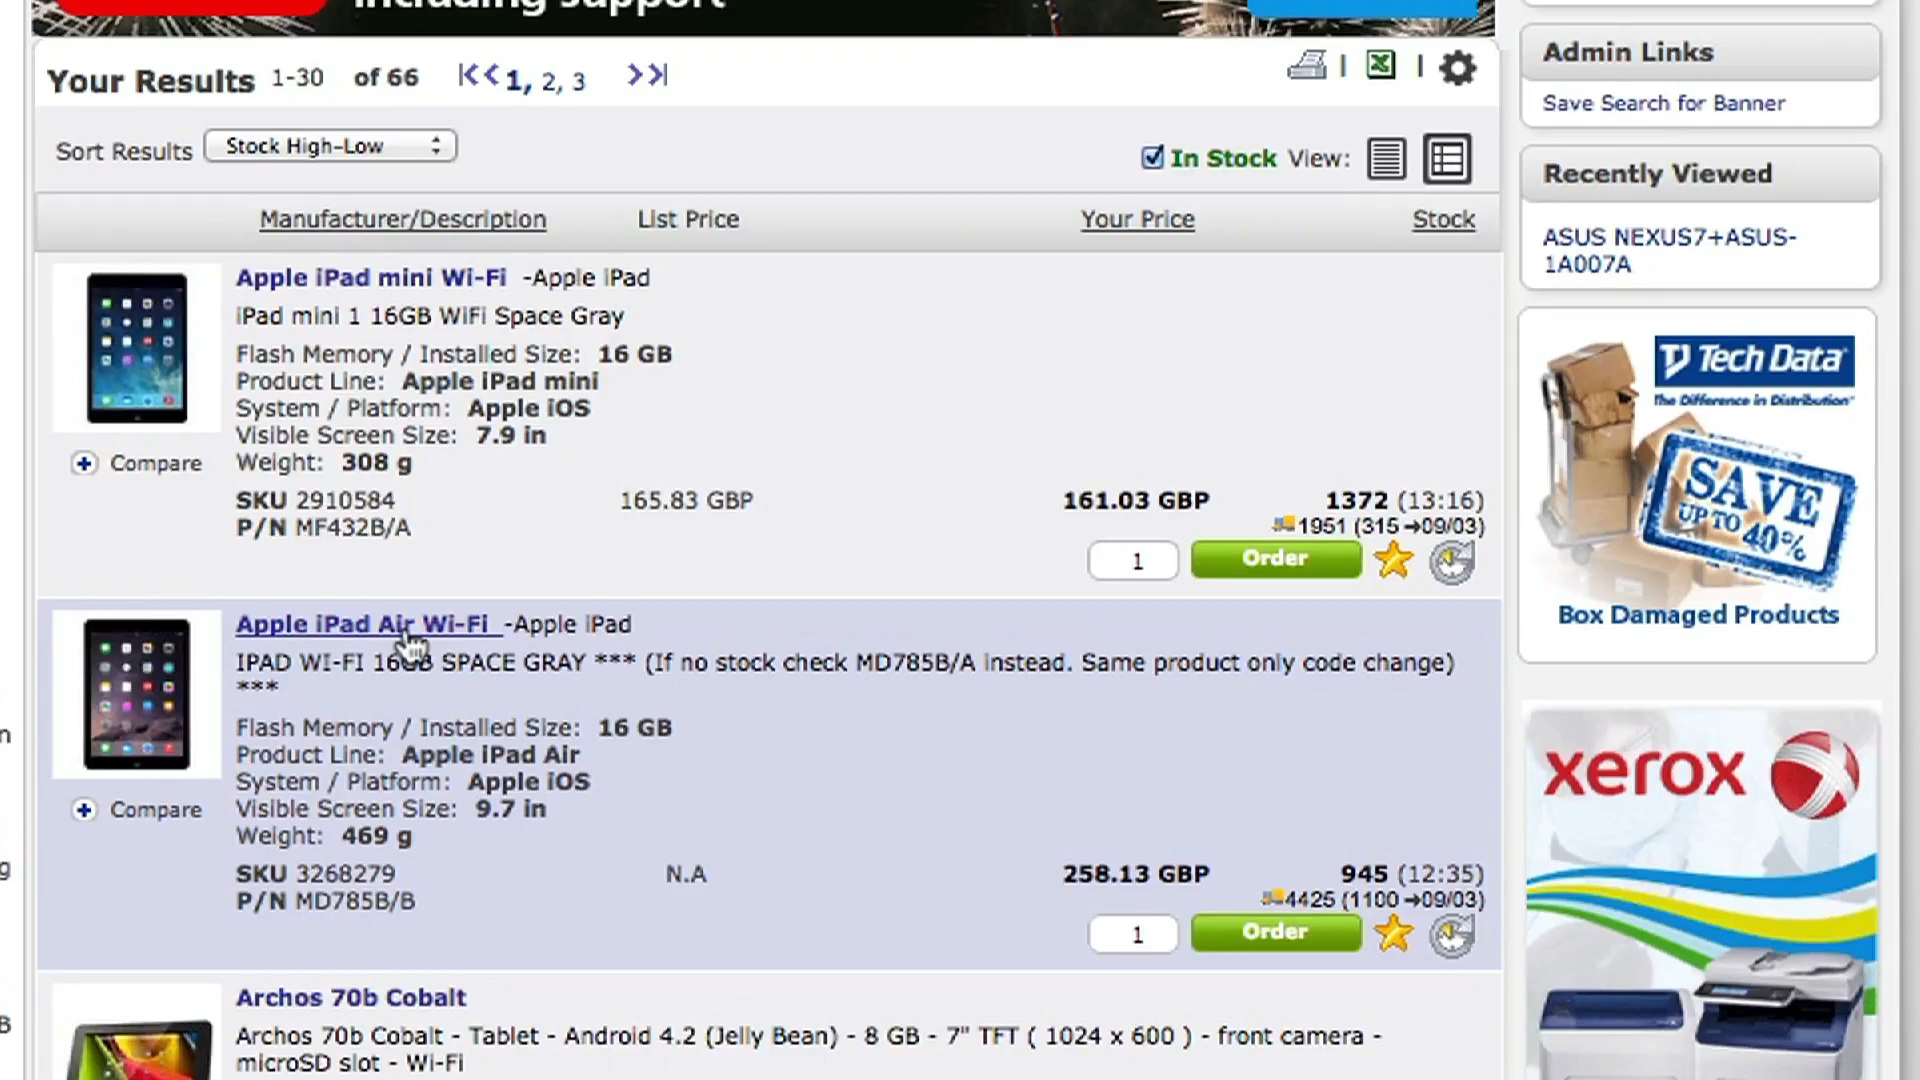 including support
Your Results 1-30 of 66 1, 2, 3
Sort Results Stock High-Low In Stock View:
Manufacturer/Description List Price Your Price Stock
Apple iPad mini Wi-Fi -Apple iPad
iPad mini 1 16GB WiFi Space Gray
Flash Memory / Installed Size: 16 GB
Product Line: Apple iPad mini
System / Platform: Apple iOS
Visible Screen Size: 7.9 in
Weight: 308 g
Compare
SKU 2910584 165.83 GBP 161.03 GBP 1372 (13:16)
P/N MF432B/A 1951 (315 →09/03)
1 Order
Apple iPad Air Wi-Fi -Apple iPad
IPAD WI-FI 16GB SPACE GRAY *** (If no stock check MD785B/A instead. Same product only code change)
***
Flash Memory / Installed Size: 16 GB
Product Line: Apple iPad Air
System / Platform: Apple iOS
Visible Screen Size: 9.7 in
Weight: 469 g
Compare
SKU 3268279 N.A 258.13 GBP 945 (12:35)
P/N MD785B/B 4425 (1100 →09/03)
1 Order
Archos 70b Cobalt
Archos 70b Cobalt - Tablet - Android 4.2 (Jelly Bean) - 8 GB - 7" TFT ( 1024 x 600 ) - front camera -
microSD slot - Wi-Fi
Admin Links
Save Search for Banner
Recently Viewed
ASUS NEXUS7+ASUS-
1A007A
Tech Data
The Difference in Distribution
SAVE
UP TO 40%
Box Damaged Products
xerox